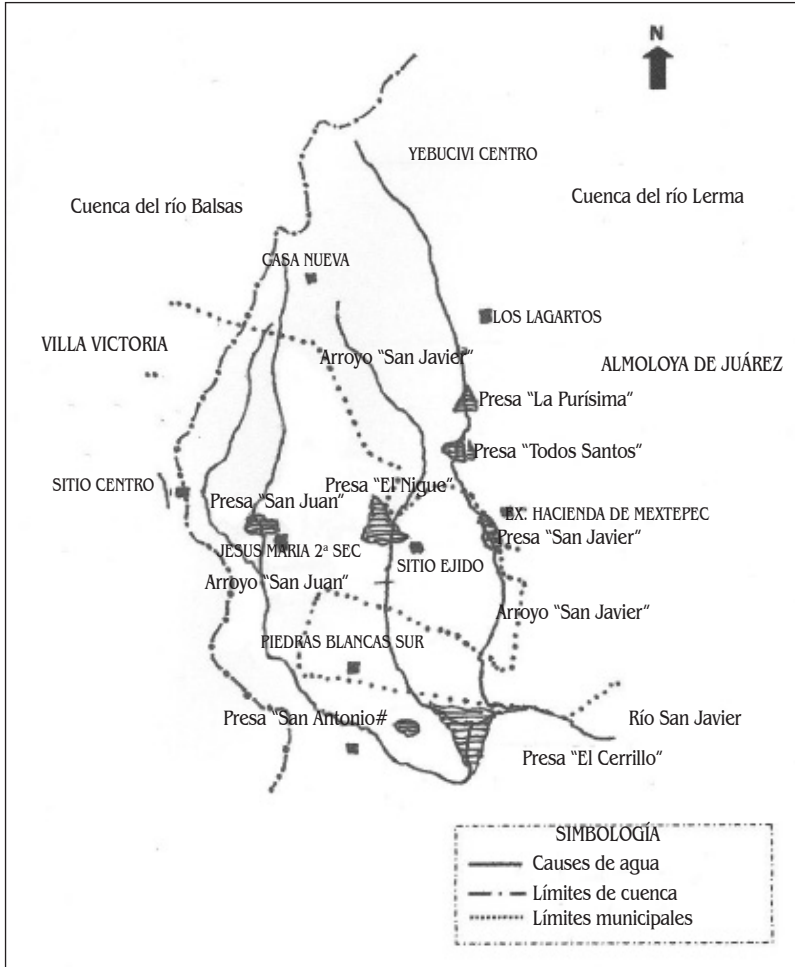 N
YEBUCIVI CENTRO
Cuenca del río Balsas
Cuenca del río Lerma
CASA NUEVA
LOS LAGARTOS
VILLA VICTORIA
Arroyo "San Javier"
ALMOLOYA DE JUÁREZ
Presa "La Purísima"
Presa "Todos Santos"
SITIO CENTRO
Presa "El Nigue"
Presa "San Juan"
EX. HACIENDA DE MEXTEPEC
Presa "San Javier"
JESUS MARIA 2ª SEC
SITIO EJIDO
Arroyo "San Juan"
Arroyo "San Javier"
PIEDRAS BLANCAS SUR
Presa "San Antonio#
Río San Javier
Presa "El Cerrillo"
SIMBOLOGÍA
Causes de agua
Límites de cuenca
Límites municipales